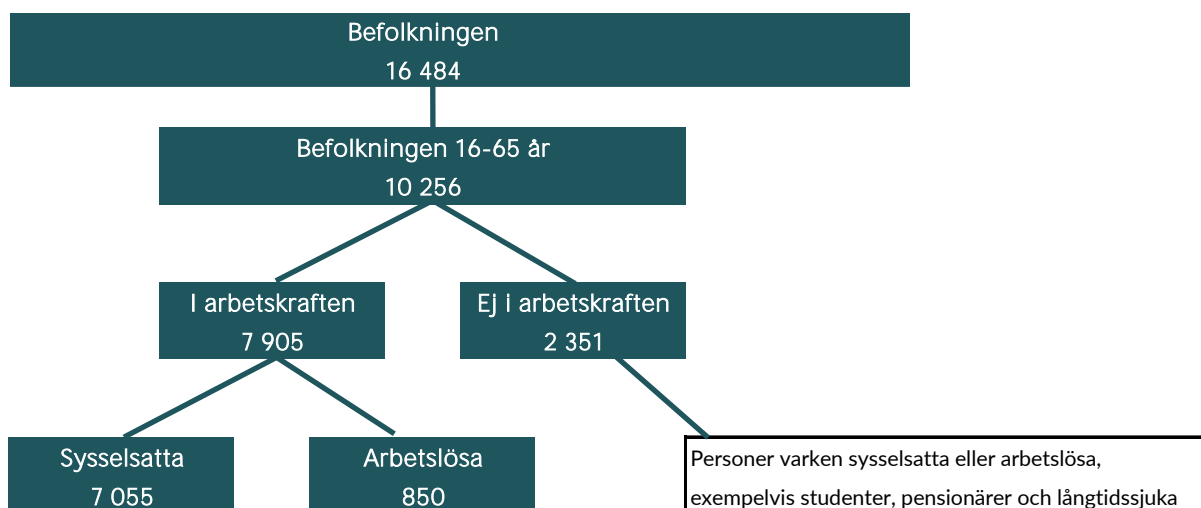 Befolkningen
16 484
Befolkningen 16-65 år
10 256
I arbetskraften
7 905
Ej i arbetskraften
2 351
Sysselsatta
7 055
Arbetslösa
850
Personer varken sysselsatta eller arbetslösa,
exempelvis studenter, pensionärer och långtidssjuka